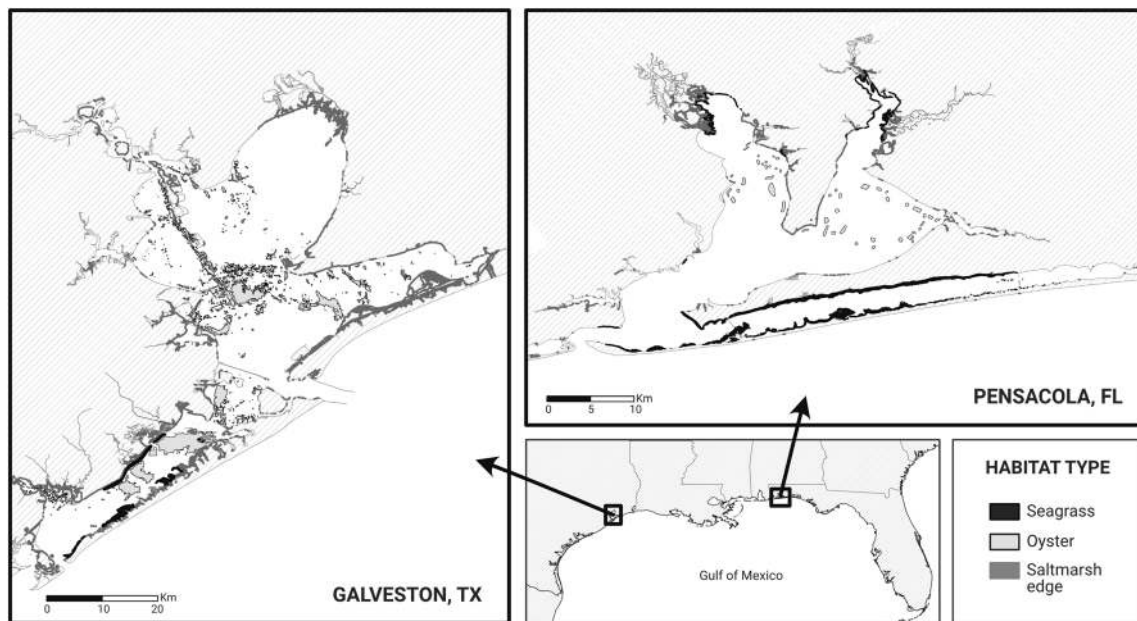 Km
0
10
20
GALVESTON, TX
Km
0
5
10
PENSACOLA, FL
Gulf of Mexico
HABITAT TYPE
Seagrass
Oyster
Saltmarsh
edge